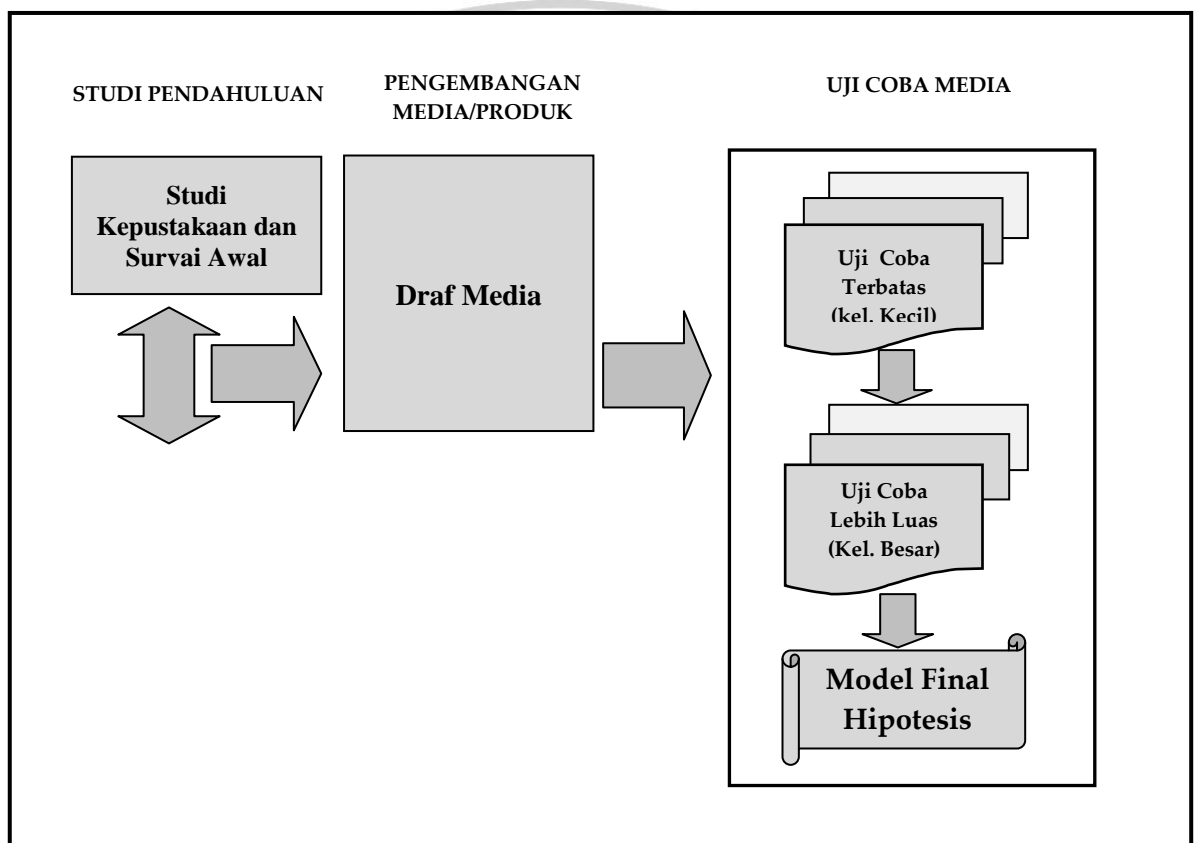 STUDI PENDAHULUAN
PENGEMBANGAN
MEDIA/PRODUK
UJI COBA MEDIA
Studi
Kepustakaan dan
Survai Awal
Draf Media
Uji Coba
Terbatas
(kel. Kecil)
Uji Coba
Lebih Luas
(Kel. Besar)
Model Final
Hipotesis